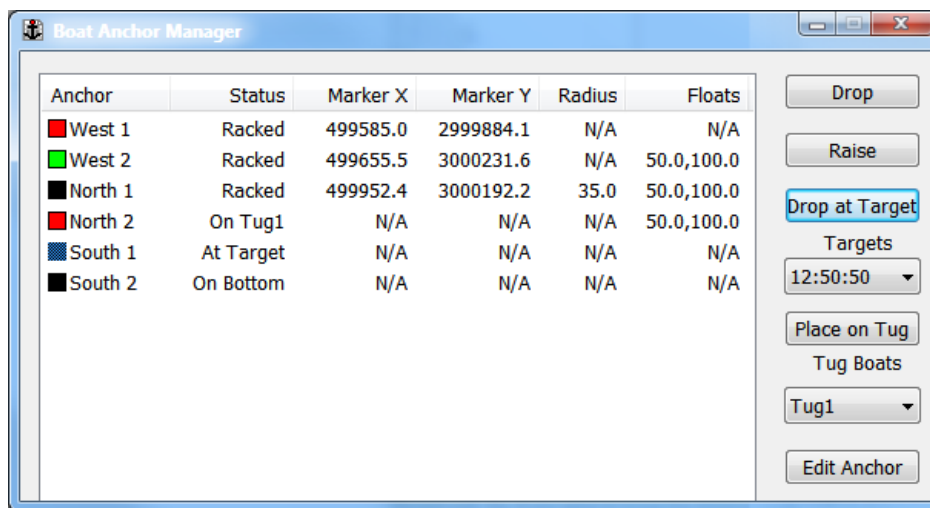 Boat Anchor Manager
Anchor Status Marker X Marker Y Radius Floats
West 1 Racked 499585.0 2999884.1 N/A N/A
West 2 Racked 499655.5 3000231.6 N/A 50.0,100.0
North 1 Racked 499952.4 3000192.2 35.0 50.0,100.0
North 2 On Tug1 N/A N/A N/A 50.0,100.0
South 1 At Target N/A N/A N/A N/A
South 2 On Bottom N/A N/A N/A N/A
Drop
Raise
Drop at Target
Targets
12:50:50
Place on Tug
Tug Boats
Tug1
Edit Anchor